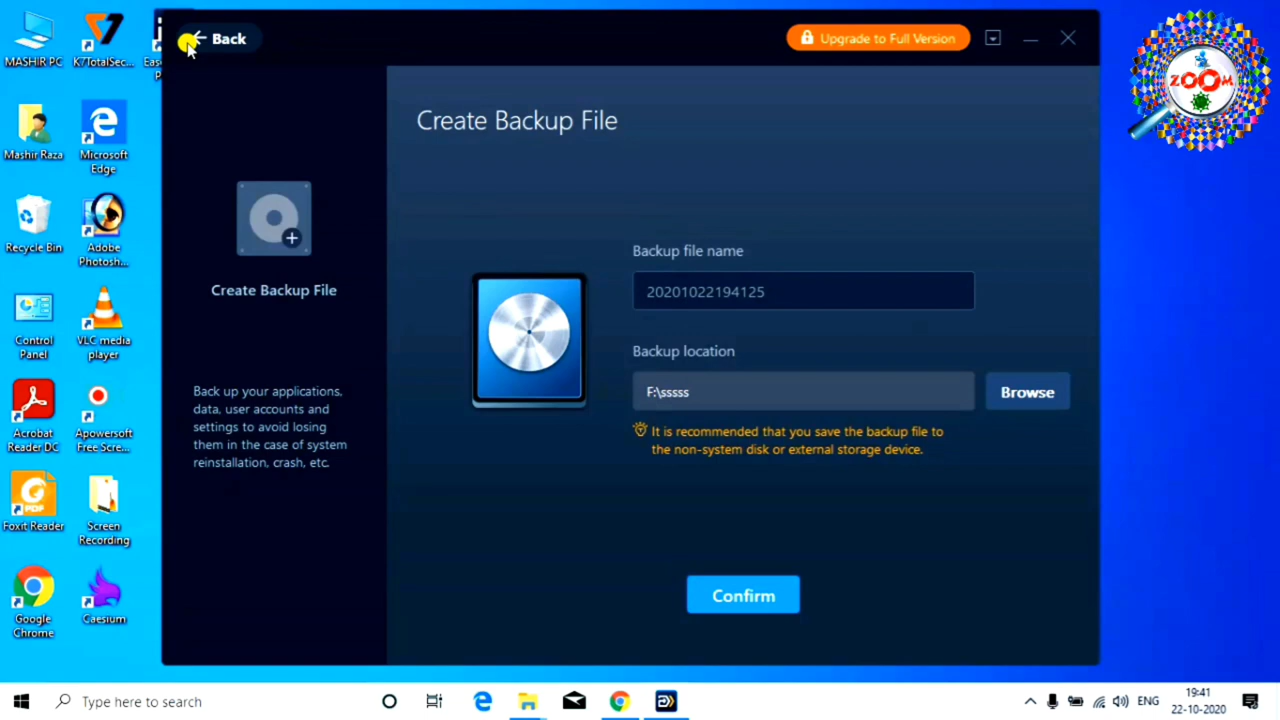 Back
Upgrade to Full Version
ZOOM
MASHIR PC
K7TotalSec...
Mashir Raza
Microsoft
Edge
Recycle Bin
Adobe
Photosh...
Control
Panel
VLC media
player
Acrobat
Reader DC
Apowersoft
Free Scre...
Foxit Reader
Screen
Recording
Google
Chrome
Caesium
Create Backup File
Back up your applications,
data, user accounts and
settings to avoid losing
them in the case of system
reinstallation, crash, etc.
Create Backup File
Backup file name
20201022194125
Backup location
F:\sssss
Browse
It is recommended that you save the backup file to
the non-system disk or external storage device.
Confirm
Type here to search
ENG
19:41
22-10-2020